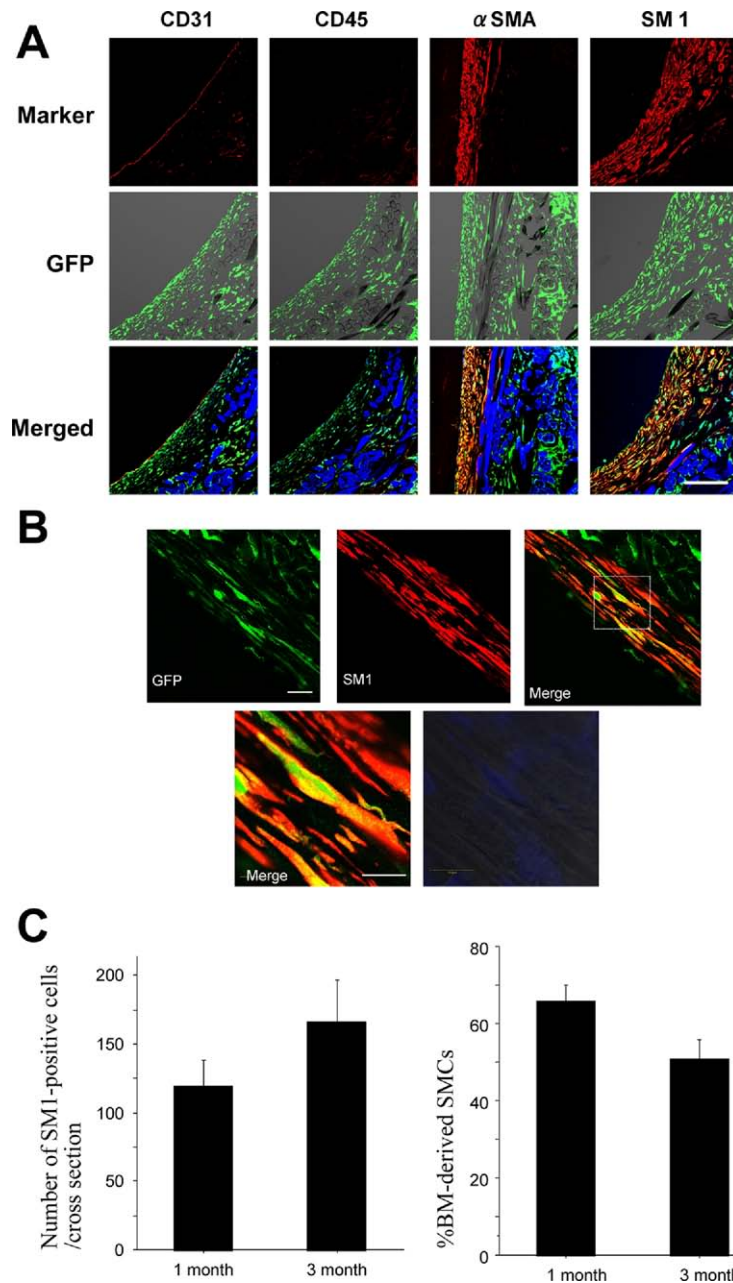 CD31 CD45 α SMA SM 1
A
Marker
GFP
Merged
B
GFP
SM1
Merge
Merge
C
Number of SM1-positive cells
/cross section
200
150
100
50
0
1 month 3 month
%BM-derived SMCs
80
60
40
20
0
1 month 3 month